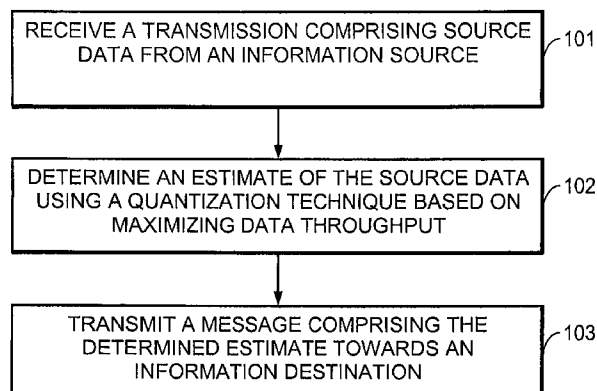 RECEIVE A TRANSMISSION COMPRISING SOURCE
DATA FROM AN INFORMATION SOURCE
101
DETERMINE AN ESTIMATE OF THE SOURCE DATA
USING A QUANTIZATION TECHNIQUE BASED ON
MAXIMIZING DATA THROUGHPUT
102
TRANSMIT A MESSAGE COMPRISING THE
DETERMINED ESTIMATE TOWARDS AN
INFORMATION DESTINATION
103